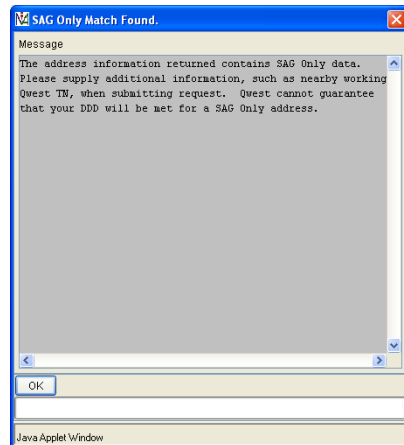 SAG Only Match Found.
Message
The address information returned contains SAG Only data.
Please supply additional information, such as nearby working
Qwest TN, when submitting request.  Qwest cannot guarantee
that your DDD will be met for a SAG Only address.
OK
Java Applet Window